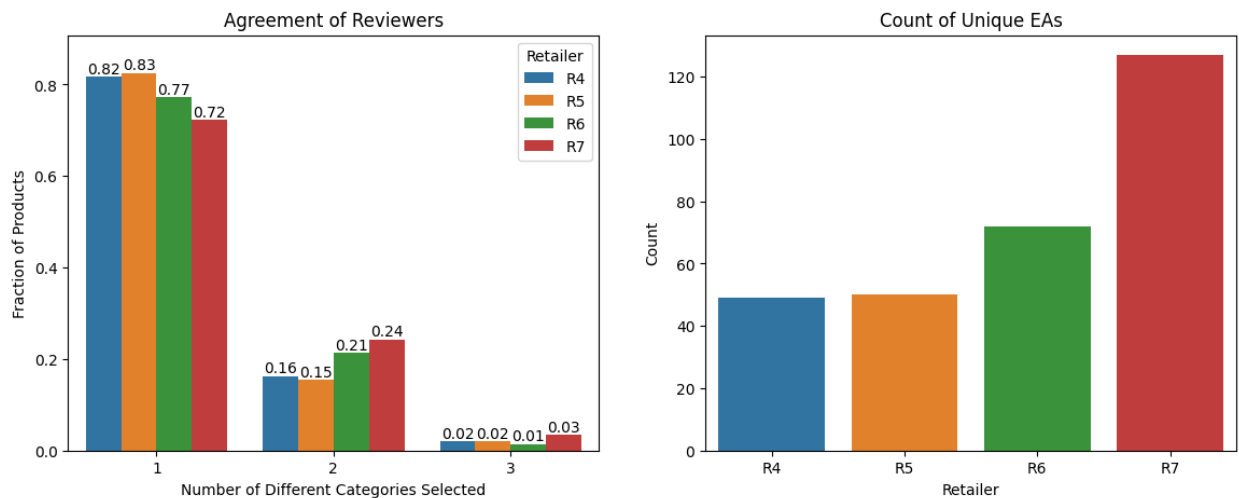 Agreement of Reviewers
Fraction of Products
0.8
0.6
0.4
0.2
0.0
0.82
0.83
0.77
0.72
0.16
0.15
0.21
0.24
0.02
0.02
0.01
0.03
Retailer
R4
R5
R6
R7
1 2 3
Number of Different Categories Selected
Count of Unique EAs
Count
120
100
80
60
40
20
0
R4 R5 R6 R7
Retailer